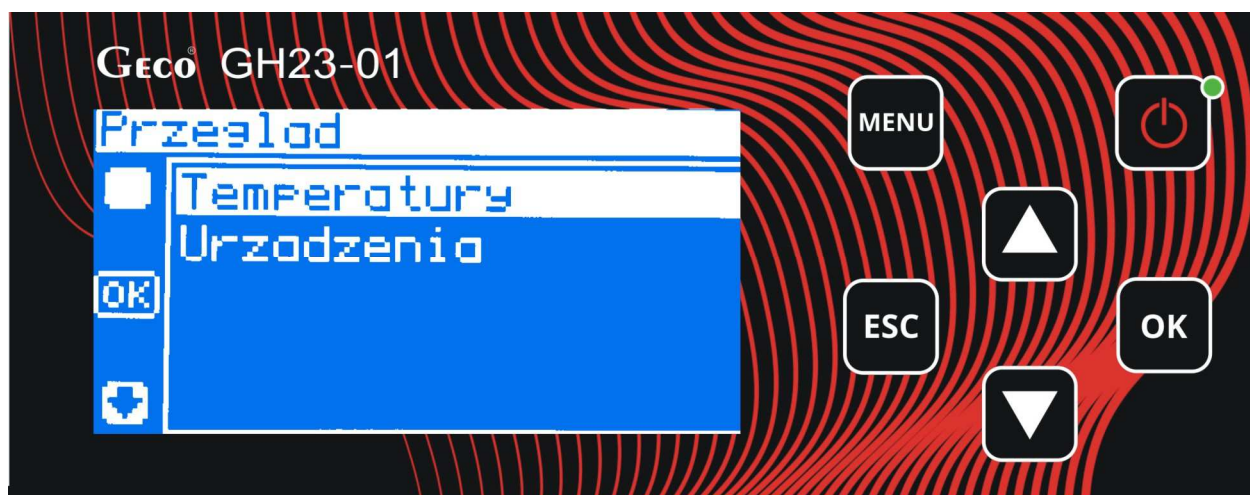 GECO® GH23-01
Przeglad
Temperatury
Urzadzenia
OK
MENU
ESC
OK